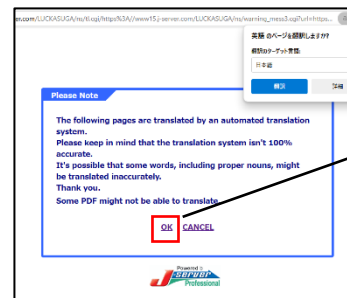 er.com/LUCKASUGA/ns/tl.cgi/https%3A//www15.j-server.com/LUCKASUGA/ns/warning_mess3.cgi?url=https...
英語 のページを翻訳しますか?
翻訳のターゲット言語:
日本語
翻訳
詳細
Please Note
The following pages are translated by an automated translation
system.
Please keep in mind that the translation system isn't 100%
accurate.
It's possible that some words, including proper nouns, might
be translated inaccurately.
Thank you.
Some PDF might not be able to translate.
OK CANCEL
Powered by
J-SERVER
Professional